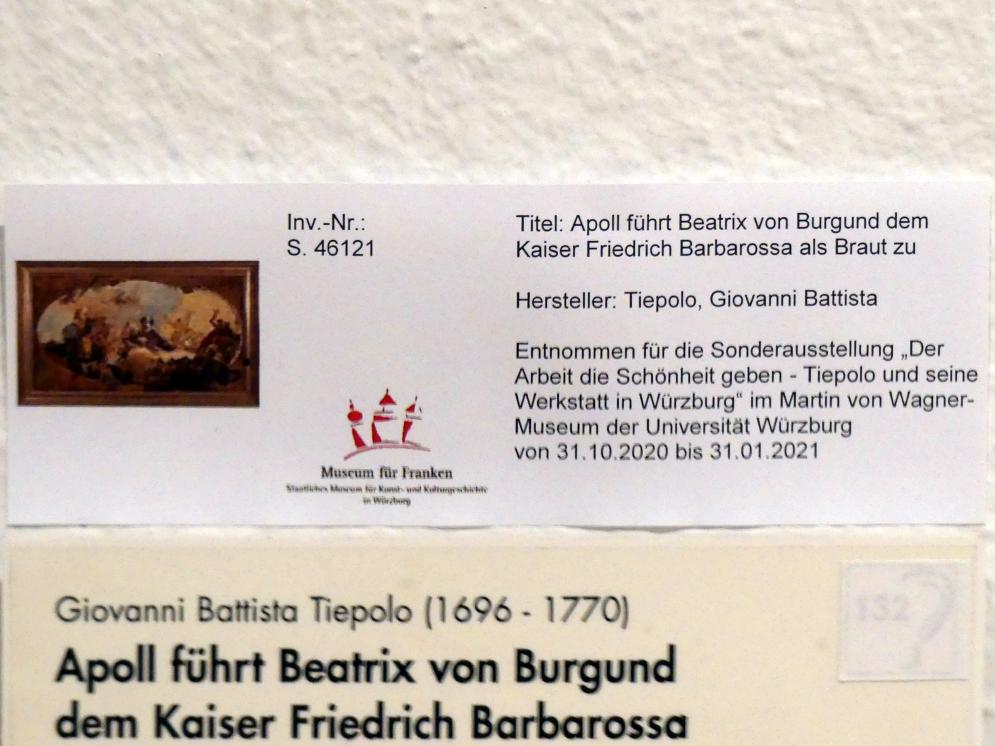 Inv.-Nr.:
S. 46121
Titel: Apoll führt Beatrix von Burgund dem
Kaiser Friedrich Barbarossa als Braut zu
Hersteller: Tiepolo, Giovanni Battista
Entnommen für die Sonderausstellung „Der
Arbeit die Schönheit geben - Tiepolo und seine
Werkstatt in Würzburg“ im Martin von Wagner-
Museum der Universität Würzburg
von 31.10.2020 bis 31.01.2021
Museum für Franken
Staatliches Museum für Kunst- und Kulturgeschichte
in Würzburg
Giovanni Battista Tiepolo (1696 - 1770)
132?
Apoll führt Beatrix von Burgund
dem Kaiser Friedrich Barbarossa